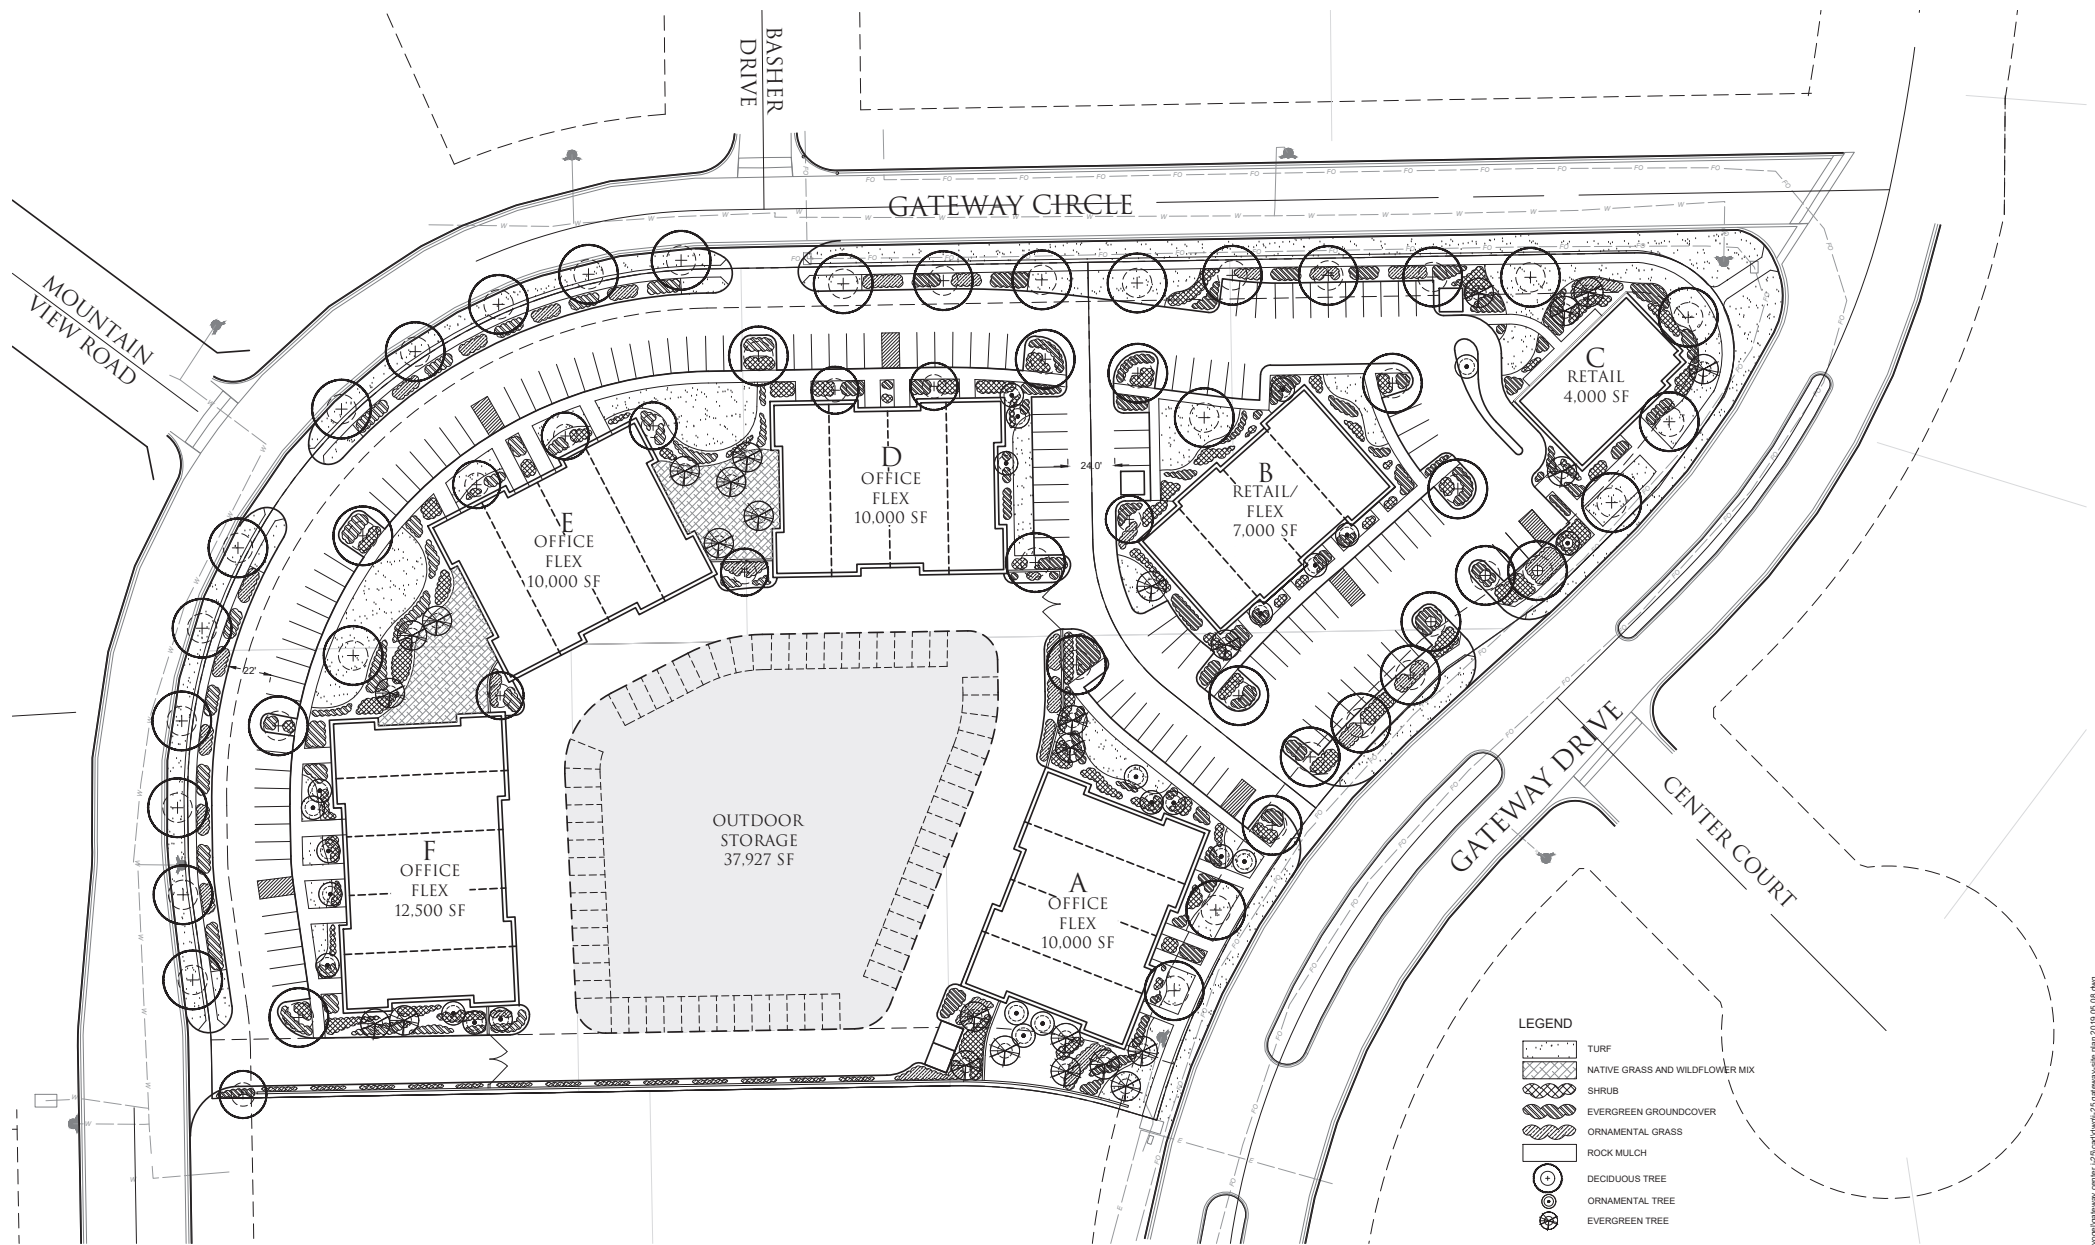 BASHER
DRIVE
GATEWAY CIRCLE
MOUNTAIN
VIEW ROAD
C
RETAIL
4,000 SF
D
OFFICE
FLEX
10,000 SF
24.0'
B
RETAIL/
FLEX
7,000 SF
E
OFFICE
FLEX
10,000 SF
22'
OUTDOOR
STORAGE
37,927 SF
F
OFFICE
FLEX
12,500 SF
A
OFFICE
FLEX
10,000 SF
GATEWAY DRIVE
CENTER COURT
LEGEND
TURF
NATIVE GRASS AND WILDFLOWER MIX
SHRUB
EVERGREEN GROUNDCOVER
ORNAMENTAL GRASS
ROCK MULCH
DECIDUOUS TREE
ORNAMENTAL TREE
EVERGREEN TREE